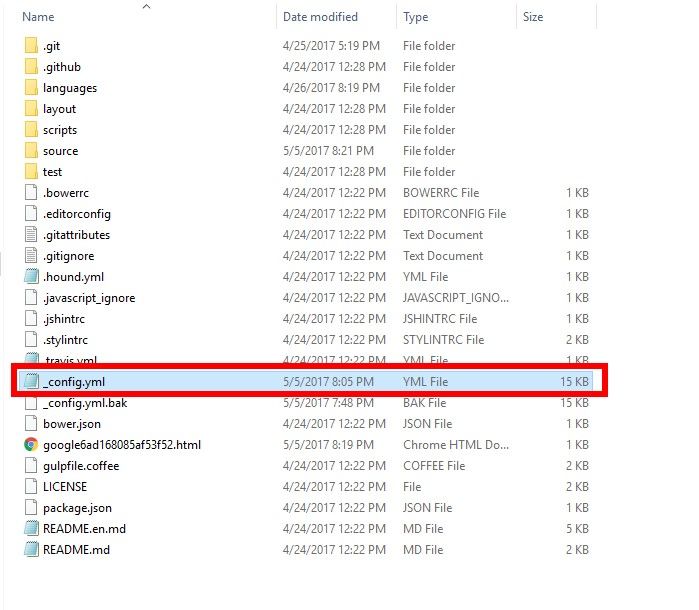 Name Date modified Type Size
.git 4/25/2017 5:19 PM File folder
.github 4/24/2017 12:28 PM File folder
languages 4/26/2017 8:19 PM File folder
layout 4/24/2017 12:28 PM File folder
scripts 4/24/2017 12:28 PM File folder
source 5/5/2017 8:21 PM File folder
test 4/24/2017 12:28 PM File folder
.bowerrc 4/24/2017 12:22 PM BOWERRC File 1 KB
.editorconfig 4/24/2017 12:22 PM EDITORCONFIG File 1 KB
.gitattributes 4/24/2017 12:22 PM Text Document 1 KB
.gitignore 4/24/2017 12:22 PM Text Document 1 KB
.hound.yml 4/24/2017 12:22 PM YML File 1 KB
.javascript_ignore 4/24/2017 12:22 PM JAVASCRIPT_IGNO... 1 KB
.jshintrc 4/24/2017 12:22 PM JSHINTRC File 1 KB
.stylintrc 4/24/2017 12:22 PM STYLINTRC File 2 KB
.travis.yml 4/24/2017 12:22 PM YML File 1 KB
_config.yml 5/5/2017 8:05 PM YML File 15 KB
_config.yml.bak 5/5/2017 7:48 PM BAK File 15 KB
bower.json 4/24/2017 12:22 PM JSON File 1 KB
google6ad168085af53f52.html 5/5/2017 8:19 PM Chrome HTML Do... 1 KB
gulpfile.coffee 4/24/2017 12:22 PM COFFEE File 2 KB
LICENSE 4/24/2017 12:22 PM File 2 KB
package.json 4/24/2017 12:22 PM JSON File 1 KB
README.en.md 4/24/2017 12:22 PM MD File 5 KB
README.md 4/24/2017 12:22 PM MD File 2 KB